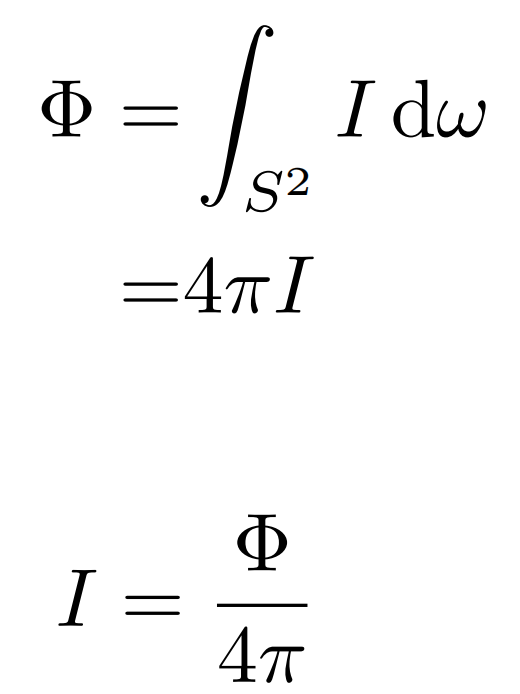 Φ = ∫_{S²} I dω
=4πI
I = Φ/4π